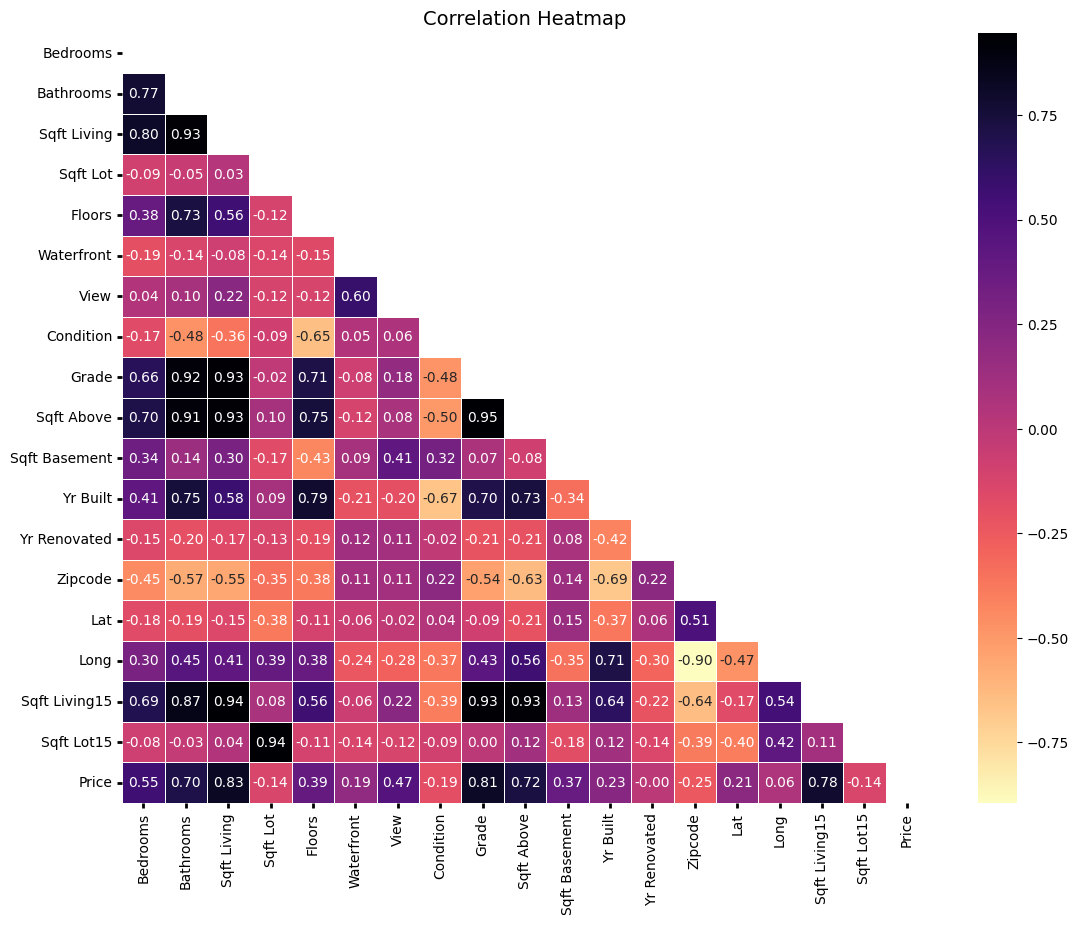 Correlation Heatmap
Bedrooms
Bathrooms 0.77
Sqft Living 0.80 0.93
Sqft Lot -0.09 -0.05 0.03
Floors 0.38 0.73 0.56 -0.12
Waterfront -0.19 -0.14 -0.08 -0.14 -0.15
View 0.04 0.10 0.22 -0.12 -0.12 0.60
Condition -0.17 -0.48 -0.36 -0.09 -0.65 0.05 0.06
Grade 0.66 0.92 0.93 -0.02 0.71 -0.08 0.18 -0.48
Sqft Above 0.70 0.91 0.93 0.10 0.75 -0.12 0.08 -0.50 0.95
Sqft Basement 0.34 0.14 0.30 -0.17 -0.43 0.09 0.41 0.32 0.07 -0.08
Yr Built 0.41 0.75 0.58 0.09 0.79 -0.21 -0.20 -0.67 0.70 0.73 -0.34
Yr Renovated -0.15 -0.20 -0.17 -0.13 -0.19 0.12 0.11 -0.02 -0.21 -0.21 0.08 -0.42
Zipcode -0.45 -0.57 -0.55 -0.35 -0.38 0.11 0.11 0.22 -0.54 -0.63 0.14 -0.69 0.22
Lat -0.18 -0.19 -0.15 -0.38 -0.11 -0.06 -0.02 0.04 -0.09 -0.21 0.15 -0.37 0.06 0.51
Long 0.30 0.45 0.41 0.39 0.38 -0.24 -0.28 -0.37 0.43 0.56 -0.35 0.71 -0.30 -0.90 -0.47
Sqft Living15 0.69 0.87 0.94 0.08 0.56 -0.06 0.22 -0.39 0.93 0.93 0.13 0.64 -0.22 -0.64 -0.17 0.54
Sqft Lot15 -0.08 -0.03 0.04 0.94 -0.11 -0.14 -0.12 -0.09 0.00 0.12 -0.18 0.12 -0.14 -0.39 -0.40 0.42 0.11
Price 0.55 0.70 0.83 -0.14 0.39 0.19 0.47 -0.19 0.81 0.72 0.37 0.23 -0.00 -0.25 0.21 0.06 0.78 -0.14
Bedrooms
Bathrooms
Sqft Living
Sqft Lot
Floors
Waterfront
View
Condition
Grade
Sqft Above
Sqft Basement
Yr Built
Yr Renovated
Zipcode
Lat
Long
Sqft Living15
Sqft Lot15
Price
0.75
0.50
0.25
0.00
-0.25
-0.50
-0.75